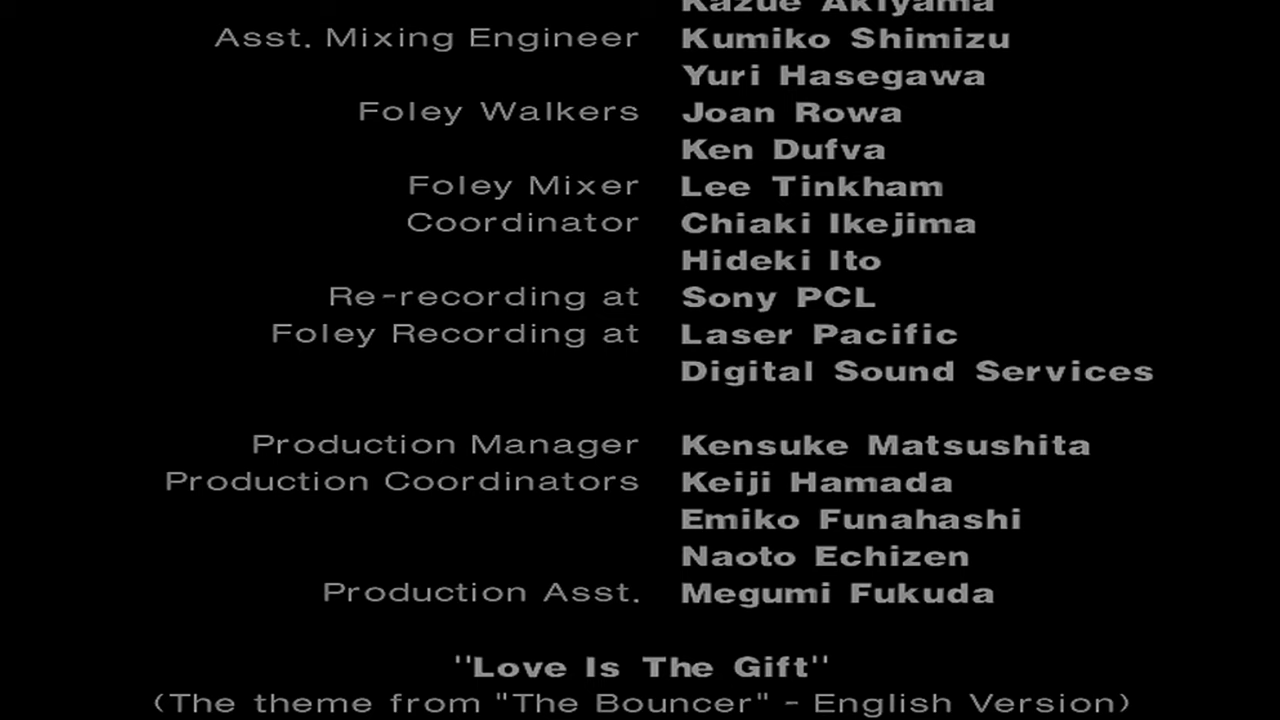 Kazue Akiyama
Asst. Mixing Engineer Kumiko Shimizu
Yuri Hasegawa
Foley Walkers Joan Rowa
Ken Dufva
Foley Mixer Lee Tinkham
Coordinator Chiaki Ikejima
Hideki Ito
Re-recording at Sony PCL
Foley Recording at Laser Pacific
Digital Sound Services
Production Manager Kensuke Matsushita
Production Coordinators Keiji Hamada
Emiko Funahashi
Naoto Echizen
Production Asst. Megumi Fukuda
"Love Is The Gift"
(The theme from "The Bouncer" - English Version)